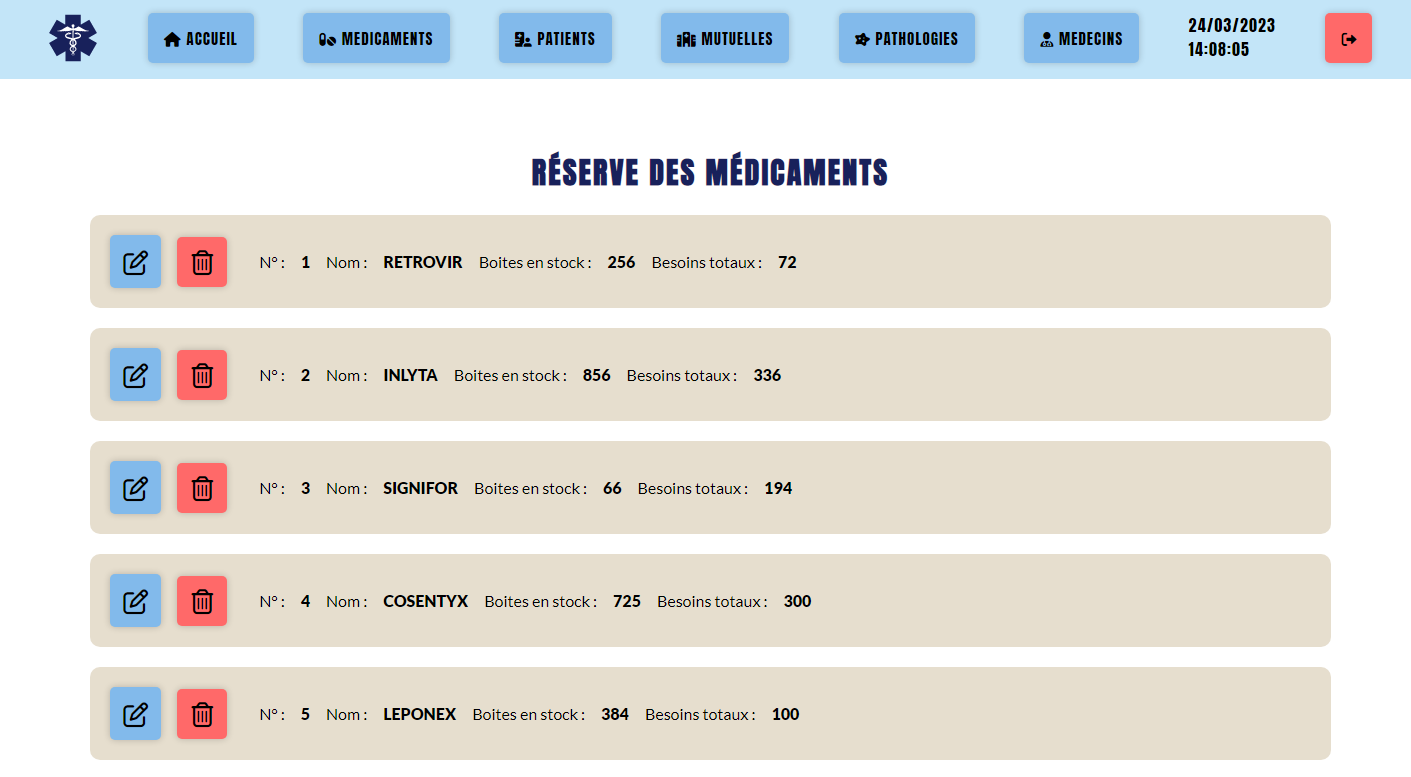 ACCUEIL MEDICAMENTS PATIENTS MUTUELLES PATHOLOGIES MEDECINS 24/03/2023
14:08:05
RÉSERVE DES MÉDICAMENTS
N° : 1 Nom : RETROVIR Boites en stock : 256 Besoins totaux : 72
N° : 2 Nom : INLYTA Boites en stock : 856 Besoins totaux : 336
N° : 3 Nom : SIGNIFOR Boites en stock : 66 Besoins totaux : 194
N° : 4 Nom : COSENTYX Boites en stock : 725 Besoins totaux : 300
N° : 5 Nom : LEPONEX Boites en stock : 384 Besoins totaux : 100